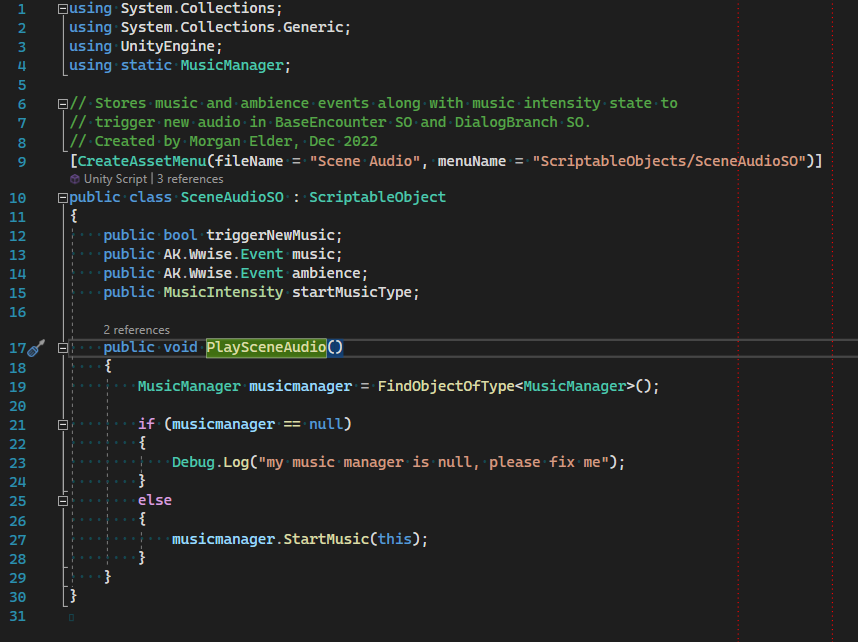 1 using System.Collections;
2 using System.Collections.Generic;
3 using UnityEngine;
4 using static MusicManager;
5
6 // Stores music and ambience events along with music intensity state to
7 // trigger new audio in BaseEncounter SO and DialogBranch SO.
8 // Created by Morgan Elder, Dec 2022
9 [CreateAssetMenu(fileName = "Scene Audio", menuName = "ScriptableObjects/SceneAudioSO")]
Unity Script | 3 references
10 public class SceneAudioSO : ScriptableObject
11 {
12 public bool triggerNewMusic;
13 public AK.Wwise.Event music;
14 public AK.Wwise.Event ambience;
15 public MusicIntensity startMusicType;
16
2 references
17 public void PlaySceneAudio()
18 {
19 MusicManager musicmanager = FindObjectOfType<MusicManager>();
20
21 if (musicmanager == null)
22 {
23 Debug.Log("my music manager is null, please fix me");
24 }
25 else
26 {
27 musicmanager.StartMusic(this);
28 }
29 }
30 }
31